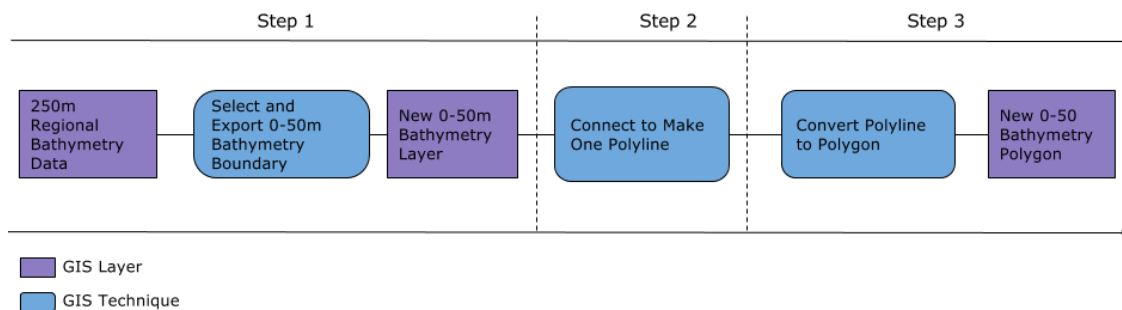 Step 1
Step 2
Step 3
250m
Regional
Bathymetry
Data
Select and
Export 0-50m
Bathymetry
Boundary
New 0-50m
Bathymetry
Layer
Connect to Make
One Polyline
Convert Polyline
to Polygon
New 0-50
Bathymetry
Polygon
GIS Layer
GIS Technique